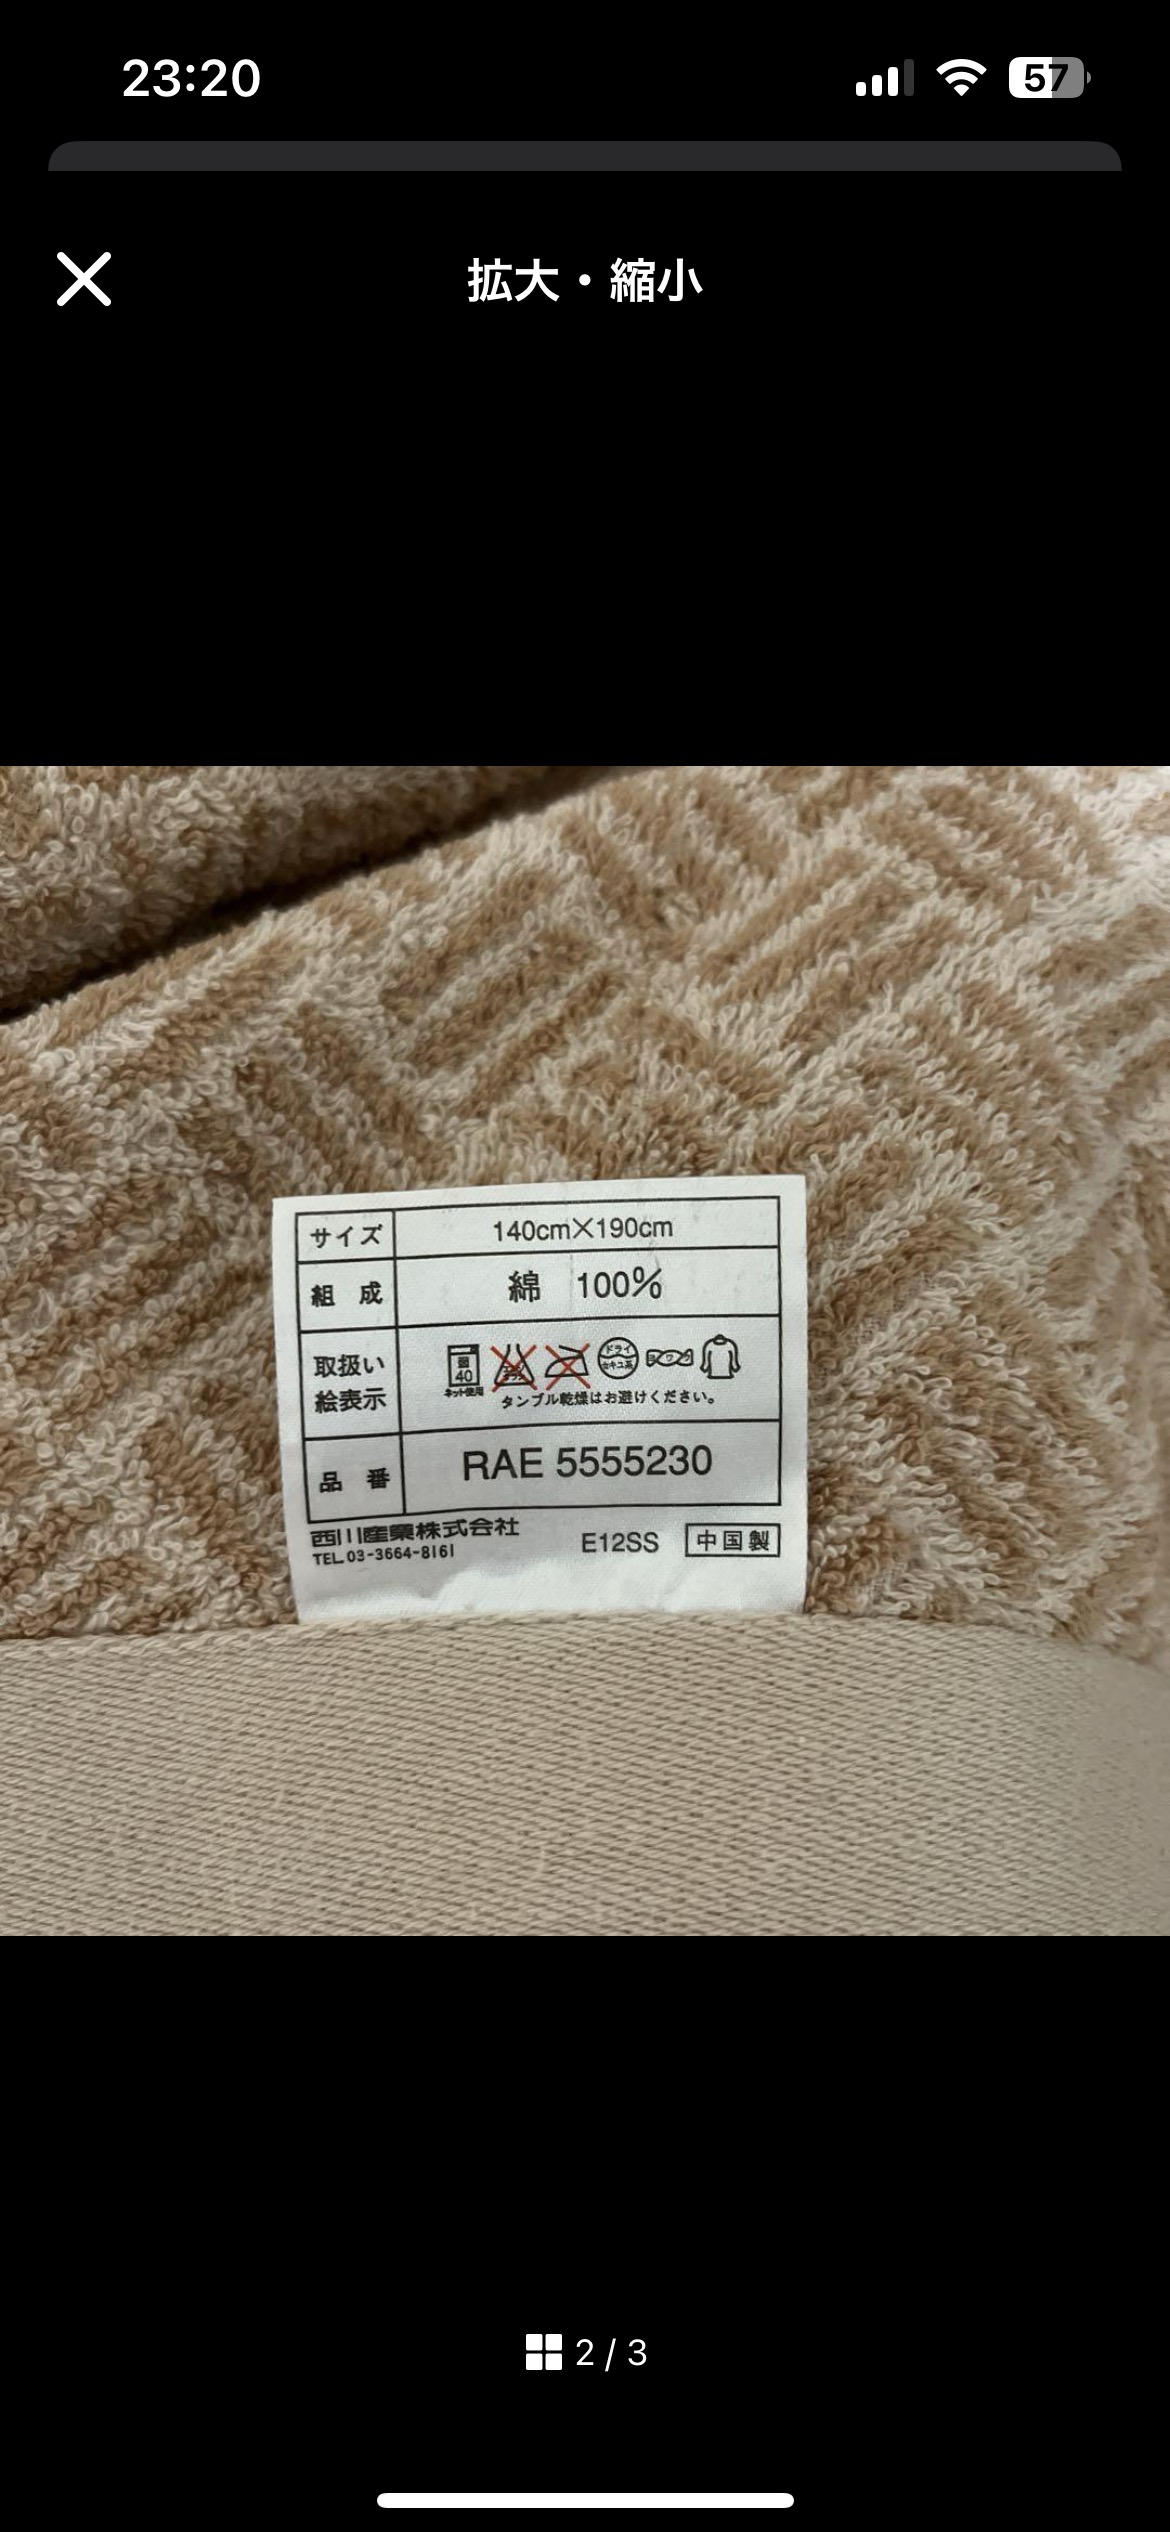 23:20
57
拡大・縮小
サイズ 140cm×190cm
組成 綿 100%
取扱い絵表示
40
ネット使用
ドライ
セキユ系
ヨワク
タンブル乾燥はお避けください。
品番 RAE 5555230
西川産業株式会社
TEL.03-3664-8161
E12SS 中国製
2 / 3